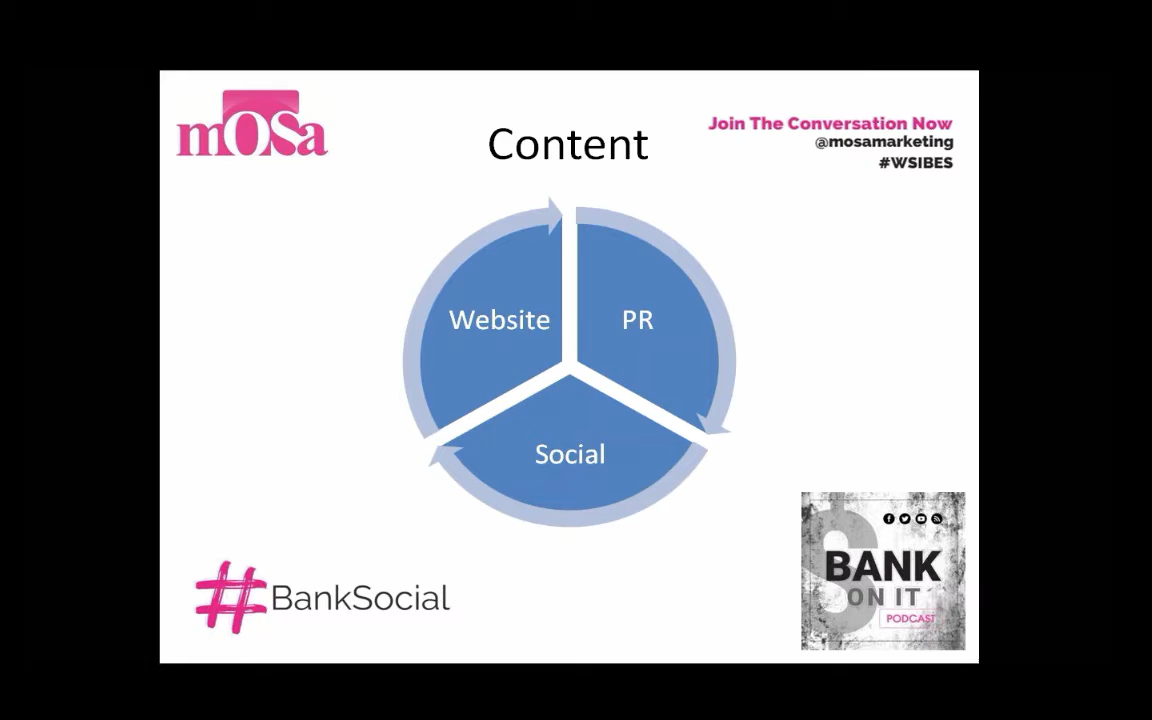 mOSa
Content
Join The Conversation Now
@mosamarketing
#WSIBES
Website
PR
Social
#BankSocial
BANK
ON IT
PODCAST